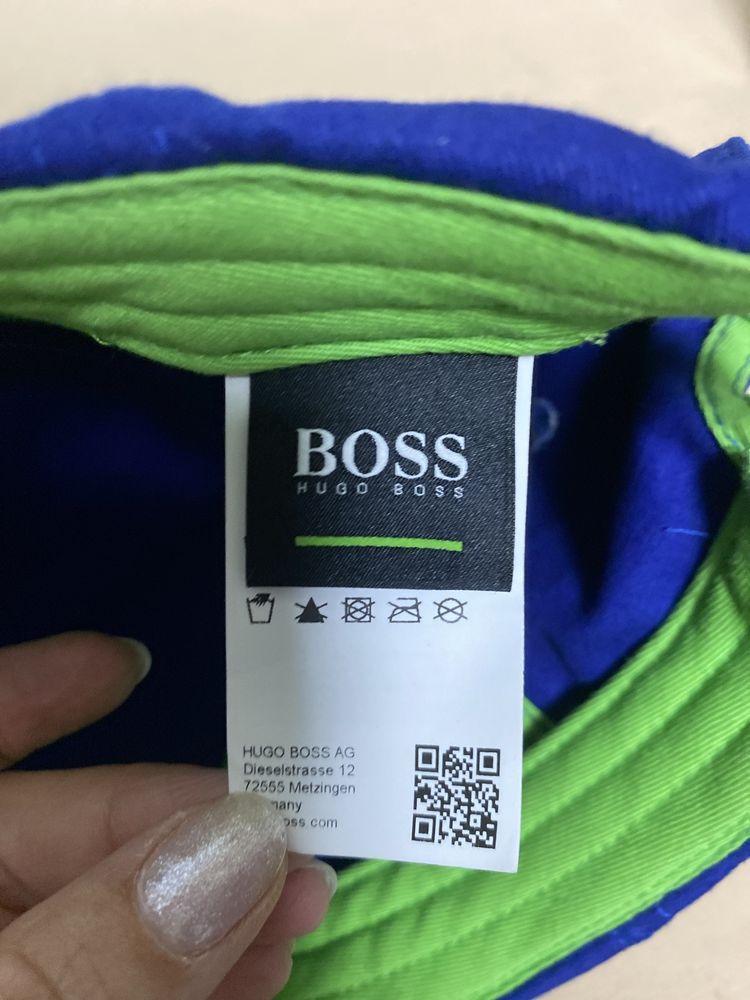 BOSS
HUGO BOSS
HUGO BOSS AG
Dieselstrasse 12
72555 Metzingen